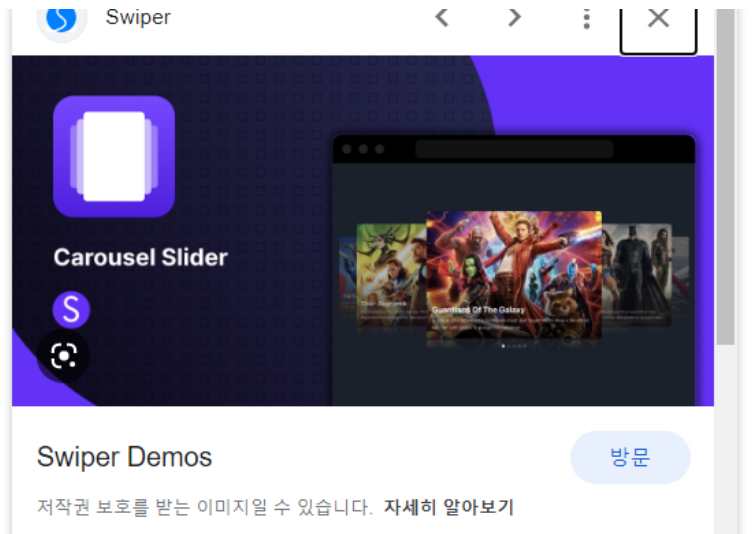 Swiper
Carousel Slider
S
Guardians Of The Galaxy
Swiper Demos
방문
저작권 보호를 받는 이미지일 수 있습니다. 자세히 알아보기